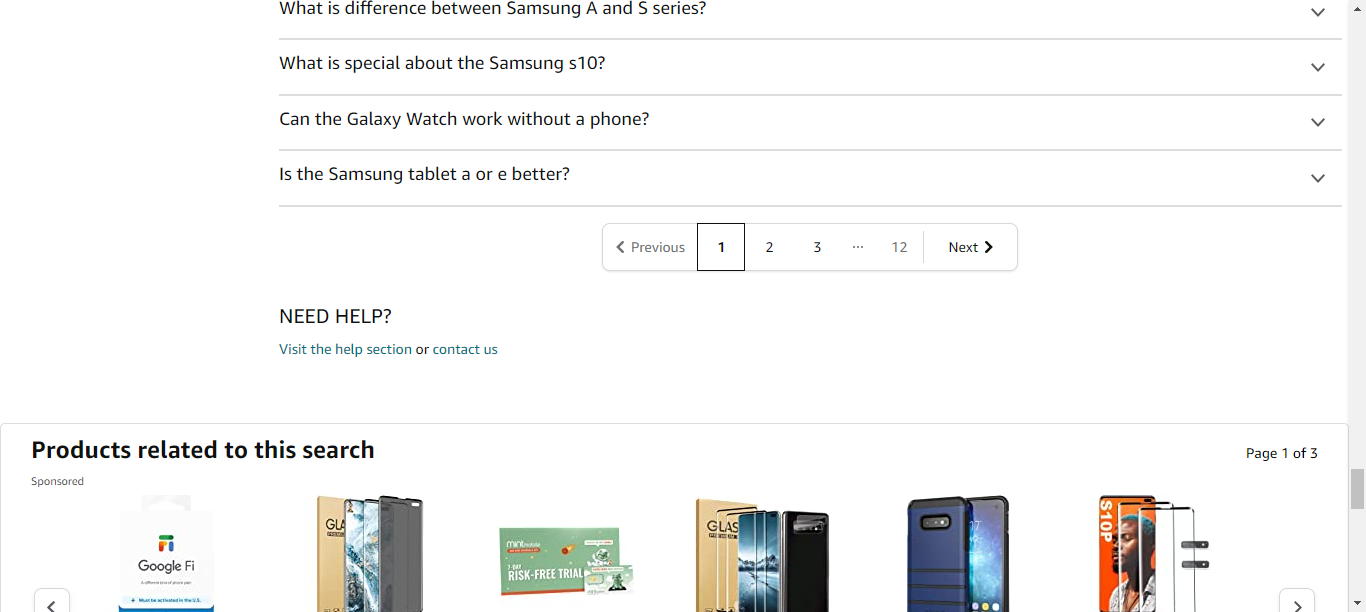 What is difference between Samsung A and S series?
What is special about the Samsung s10?
Can the Galaxy Watch work without a phone?
Is the Samsung tablet a or e better?
Previous 1 2 3 ... 12 Next
NEED HELP?
Visit the help section or contact us
Products related to this search
Page 1 of 3
Sponsored
Google Fi
A different kind of phone plan
+ Must be activated in the U.S.
GLA
mint mobile
7-DAY
RISK-FREE TRIAL
GLAS
S10P